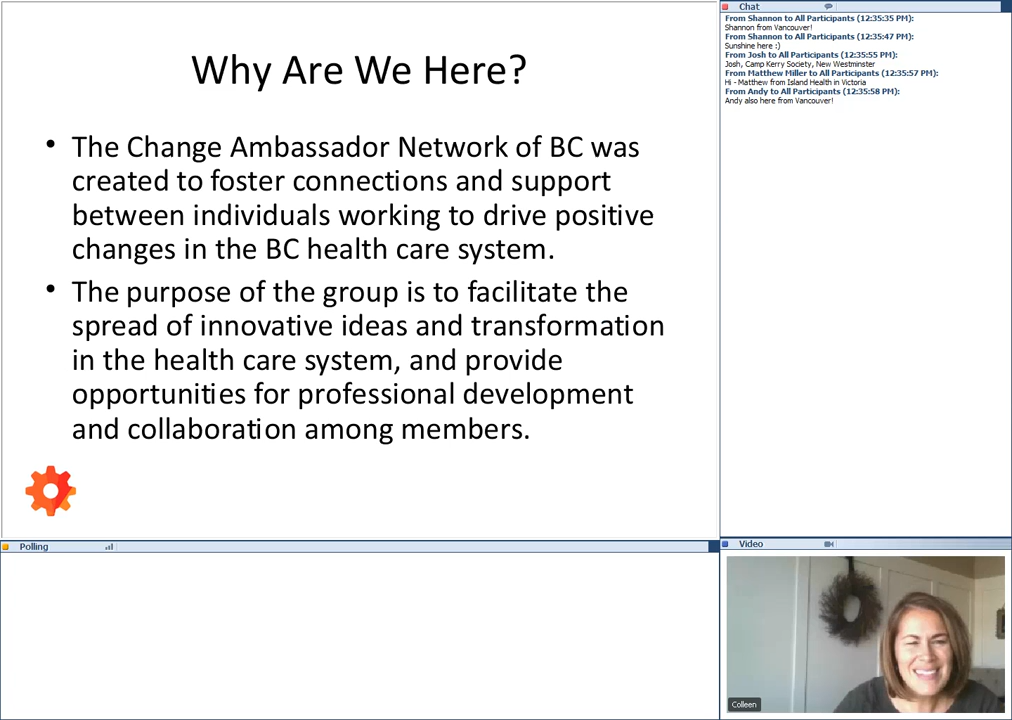 Why Are We Here?
• The Change Ambassador Network of BC was
created to foster connections and support
between individuals working to drive positive
changes in the BC health care system.
• The purpose of the group is to facilitate the
spread of innovative ideas and transformation
in the health care system, and provide
opportunities for professional development
and collaboration among members.
Chat
From Shannon to All Participants (12:35:35 PM):
Shannon from Vancouver!
From Shannon to All Participants (12:35:47 PM):
Sunshine here :)
From Josh to All Participants (12:35:55 PM):
Josh, Camp Kerry Society, New Westminster
From Matthew Miller to All Participants (12:35:57 PM):
Hi - Matthew from Island Health in Victoria
From Andy to All Participants (12:35:58 PM):
Andy also here from Vancouver!
Polling
Video
Colleen